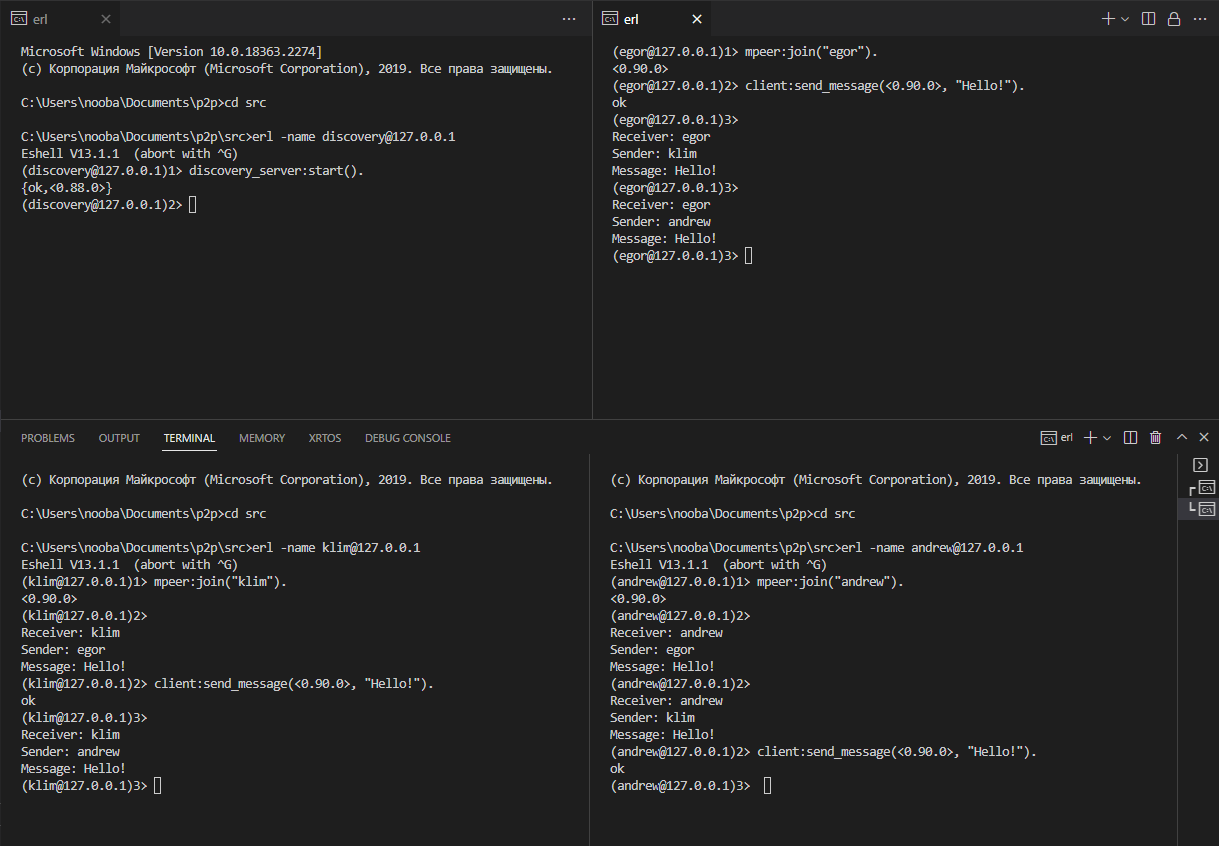 erl
Microsoft Windows [Version 10.0.18363.2274]
(c) Корпорация Майкрософт (Microsoft Corporation), 2019. Все права защищены.
C:\Users\nooba\Documents\p2p>cd src
C:\Users\nooba\Documents\p2p\src>erl -name discovery@127.0.0.1
Eshell V13.1.1  (abort with ^G)
(discovery@127.0.0.1)1> discovery_server:start().
{ok,<0.88.0>}
(discovery@127.0.0.1)2>
erl
(egor@127.0.0.1)1> mpeer:join("egor").
<0.90.0>
(egor@127.0.0.1)2> client:send_message(<0.90.0>, "Hello!").
ok
(egor@127.0.0.1)3>
Receiver: egor
Sender: klim
Message: Hello!
(egor@127.0.0.1)3>
Receiver: egor
Sender: andrew
Message: Hello!
(egor@127.0.0.1)3>
PROBLEMS OUTPUT TERMINAL MEMORY XRTOS DEBUG CONSOLE erl
(c) Корпорация Майкрософт (Microsoft Corporation), 2019. Все права защищены.
C:\Users\nooba\Documents\p2p>cd src
C:\Users\nooba\Documents\p2p\src>erl -name klim@127.0.0.1
Eshell V13.1.1  (abort with ^G)
(klim@127.0.0.1)1> mpeer:join("klim").
<0.90.0>
(klim@127.0.0.1)2>
Receiver: klim
Sender: egor
Message: Hello!
(klim@127.0.0.1)2> client:send_message(<0.90.0>, "Hello!").
ok
(klim@127.0.0.1)3>
Receiver: klim
Sender: andrew
Message: Hello!
(klim@127.0.0.1)3>
(c) Корпорация Майкрософт (Microsoft Corporation), 2019. Все права защищены.
C:\Users\nooba\Documents\p2p>cd src
C:\Users\nooba\Documents\p2p\src>erl -name andrew@127.0.0.1
Eshell V13.1.1  (abort with ^G)
(andrew@127.0.0.1)1> mpeer:join("andrew").
<0.90.0>
(andrew@127.0.0.1)2>
Receiver: andrew
Sender: egor
Message: Hello!
(andrew@127.0.0.1)2>
Receiver: andrew
Sender: klim
Message: Hello!
(andrew@127.0.0.1)2> client:send_message(<0.90.0>, "Hello!").
ok
(andrew@127.0.0.1)3>